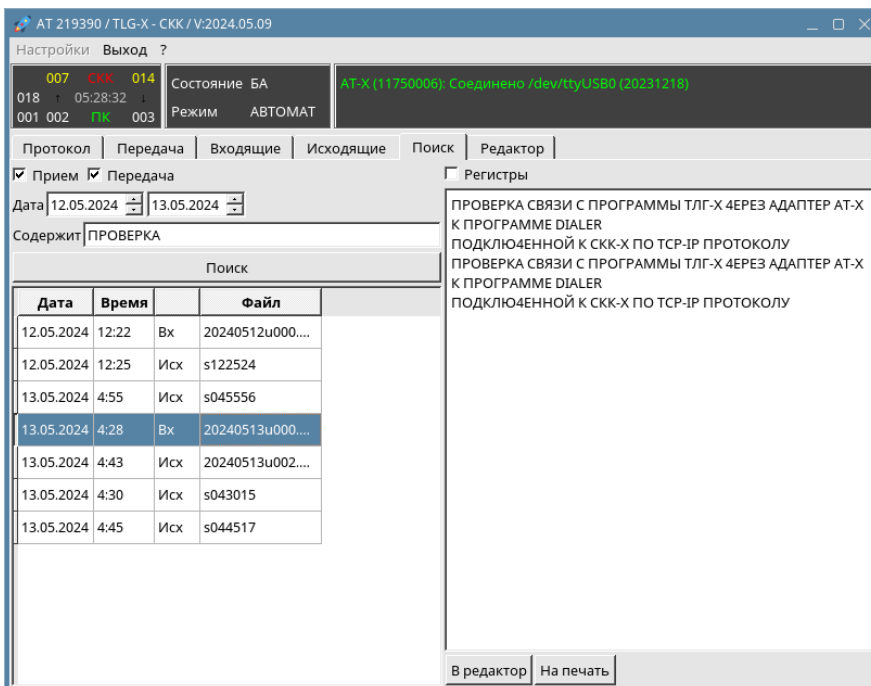 AT 219390 / TLG-X - СКК / V:2024.05.09
Настройки Выход ?
007 СКК 014
018 ↑ 05:28:32 ↓
001 002 ПК 003
Состояние БА
Режим АВТОМАТ
AT-X (11750006): Соединено /dev/ttyUSB0 (20231218)
Протокол Передача Входящие Исходящие Поиск Редактор
Прием Передача
Дата 12.05.2024 13.05.2024
Содержит ПРОВЕРКА
Поиск
Дата Время Файл
12.05.2024 12:22 Вх 20240512u000....
12.05.2024 12:25 Исх s122524
13.05.2024 4:55 Исх s045556
13.05.2024 4:28 Вх 20240513u000....
13.05.2024 4:43 Исх 20240513u002....
13.05.2024 4:30 Исх s043015
13.05.2024 4:45 Исх s044517
Регистры
ПРОВЕРКА СВЯЗИ С ПРОГРАММЫ ТЛГ-Х 4ЕРЕЗ АДАПТЕР АТ-Х
К ПРОГРАММЕ DIALER
ПОДКЛЮ4ЕННОЙ К СКК-Х ПО TCP-IP ПРОТОКОЛУ
ПРОВЕРКА СВЯЗИ С ПРОГРАММЫ ТЛГ-Х 4ЕРЕЗ АДАПТЕР АТ-Х
К ПРОГРАММЕ DIALER
ПОДКЛЮ4ЕННОЙ К СКК-Х ПО TCP-IP ПРОТОКОЛУ
В редактор На печать